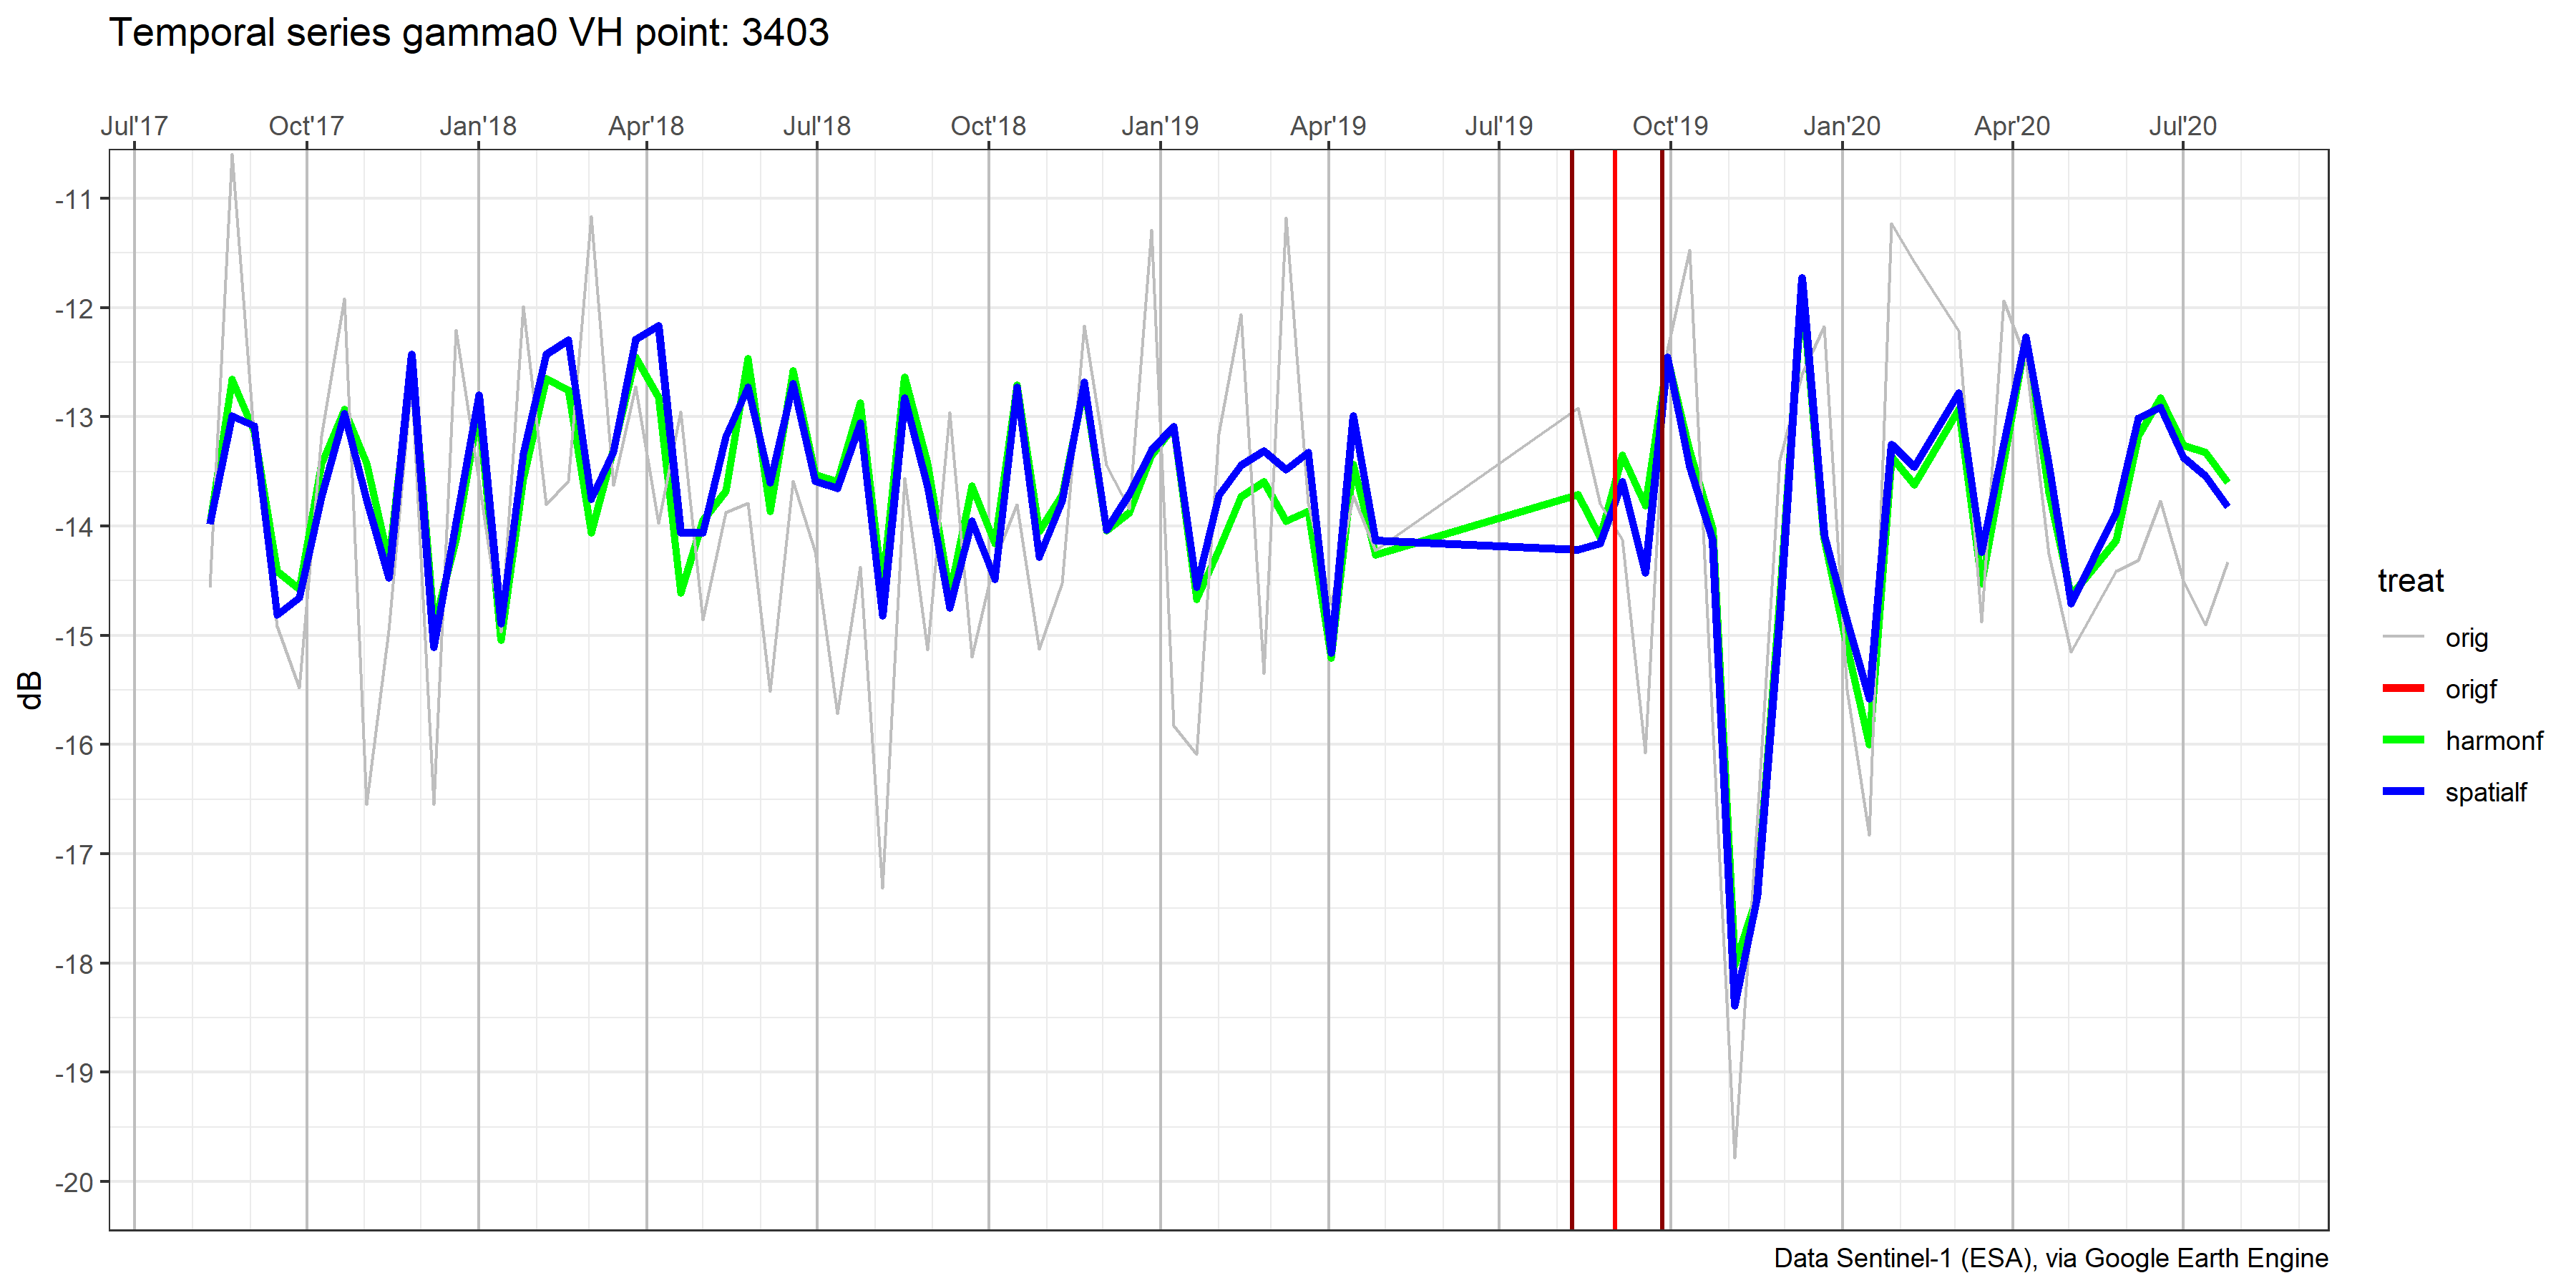 Temporal series gamma0 VH point: 3403
Jul'17 Oct'17 Jan'18 Apr'18 Jul'18 Oct'18 Jan'19 Apr'19 Jul'19 Oct'19 Jan'20 Apr'20 Jul'20
-11
-12
-13
-14
-15
-16
-17
-18
-19
-20
dB
treat
orig
origf
harmonf
spatialf
Data Sentinel-1 (ESA), via Google Earth Engine